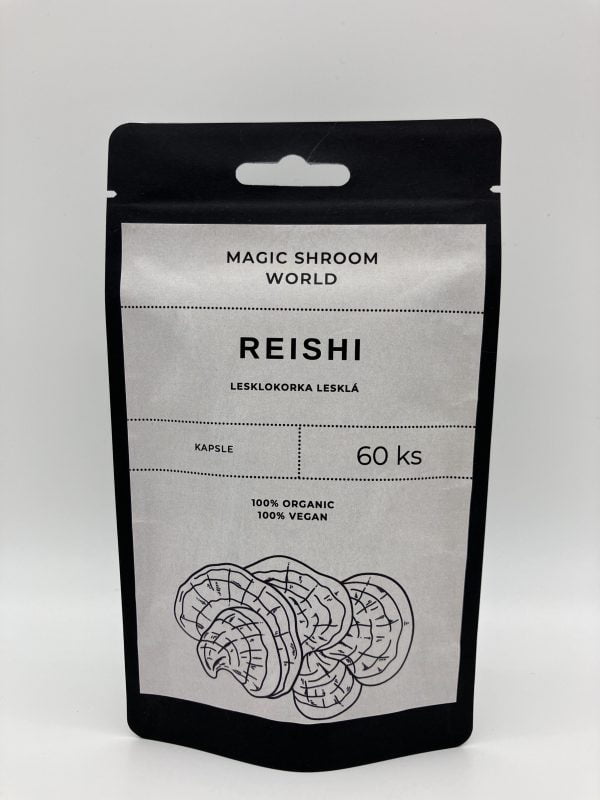 MAGIC SHROOM
WORLD
REISHI
LESKLOKORKA LESKLÁ
KAPSLE
60 ks
100% ORGANIC
100% VEGAN